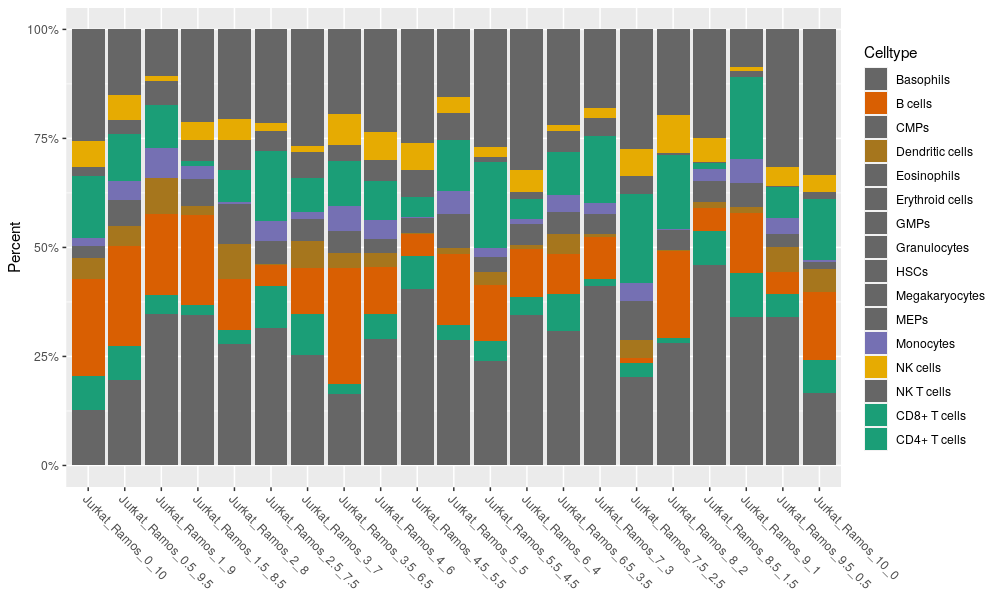 100%
75%
50%
25%
0%
Percent
Jurkat_Ramos_0_10
Jurkat_Ramos_0.5_9.5
Jurkat_Ramos_1_9
Jurkat_Ramos_1.5_8.5
Jurkat_Ramos_2_8
Jurkat_Ramos_2.5_7.5
Jurkat_Ramos_3_7
Jurkat_Ramos_3.5_6.5
Jurkat_Ramos_4_6
Jurkat_Ramos_4.5_5.5
Jurkat_Ramos_5_5
Jurkat_Ramos_5.5_4.5
Jurkat_Ramos_6_4
Jurkat_Ramos_6.5_3.5
Jurkat_Ramos_7_3
Jurkat_Ramos_7.5_2.5
Jurkat_Ramos_8_2
Jurkat_Ramos_8.5_1.5
Jurkat_Ramos_9_1
Jurkat_Ramos_9.5_0.5
Jurkat_Ramos_10_0
Celltype
Basophils
B cells
CMPs
Dendritic cells
Eosinophils
Erythroid cells
GMPs
Granulocytes
HSCs
Megakaryocytes
MEPs
Monocytes
NK cells
NK T cells
CD8+ T cells
CD4+ T cells